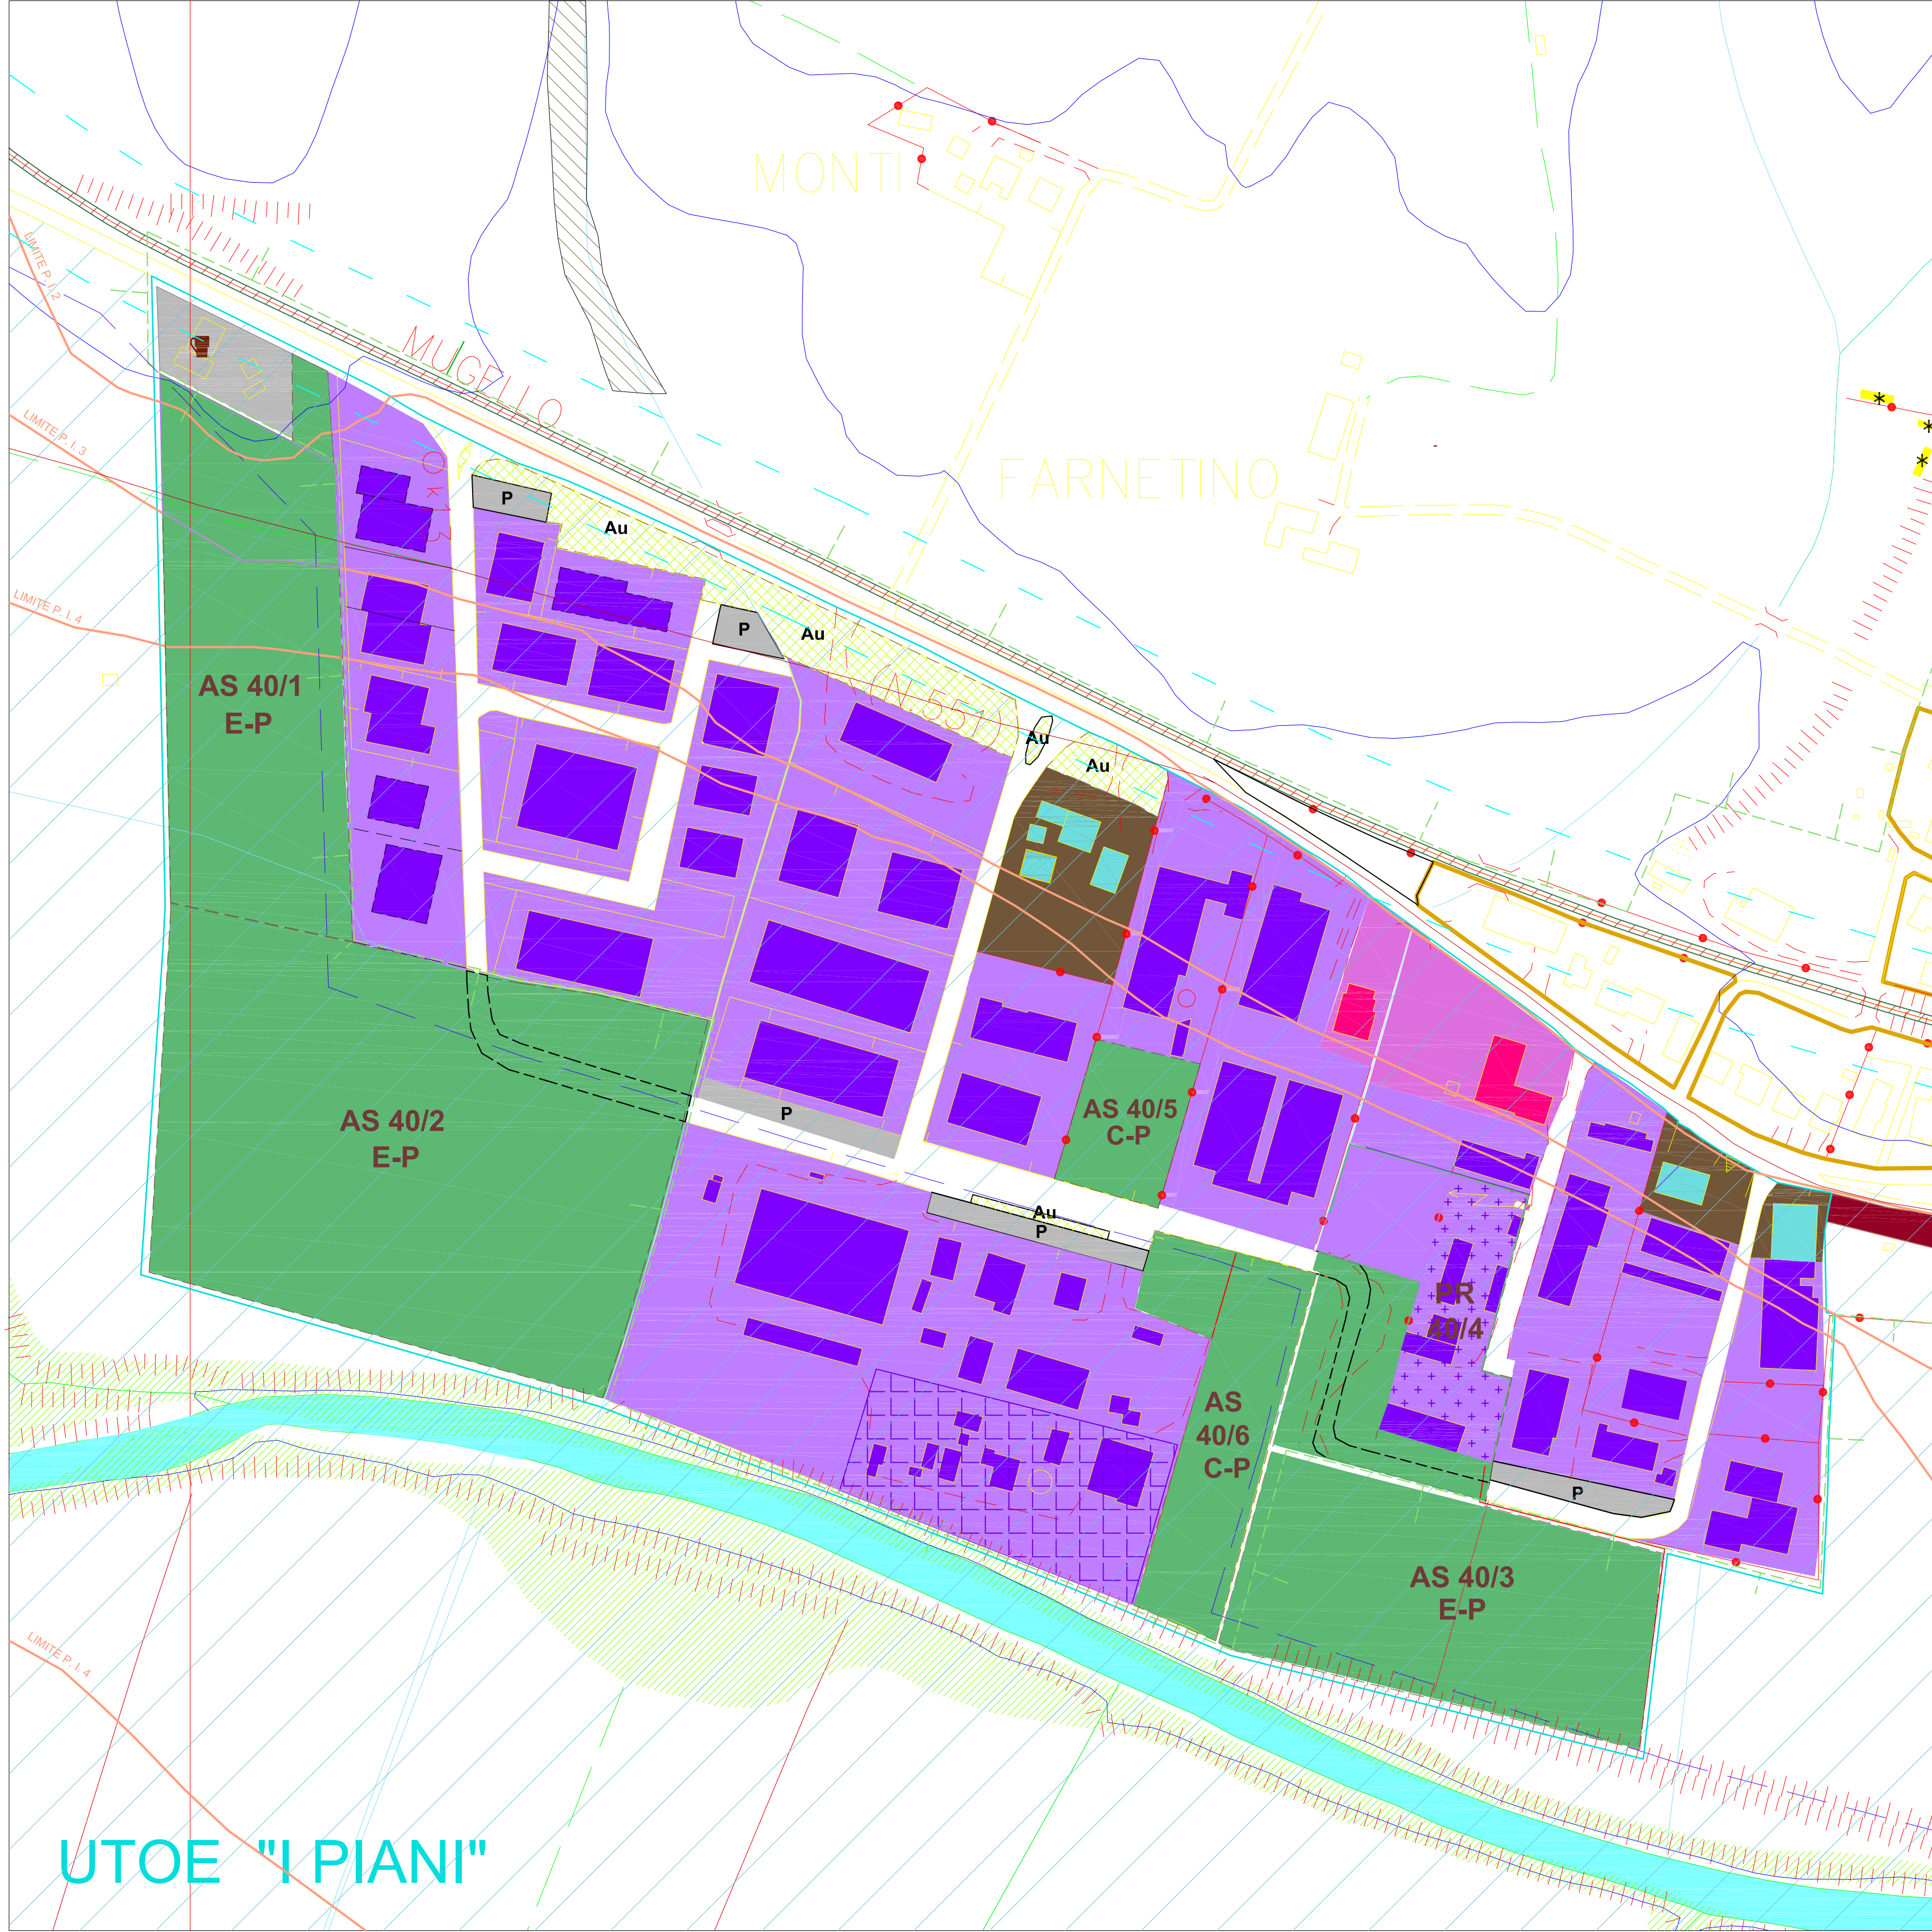 MONTI
LIMITE P. I. 2
MUGELLO
LIMITE P. I. 3
FARNETINO
P
Au
LIMITE P. I. 4
P
Au
AS 40/1
E-P
Au
Au
AS 40/2
E-P
P
AS 40/5
C-P
Au
P
PR
40/4
AS
40/6
C-P
P
AS 40/3
E-P
LIMITE P. I. 4
UTOE "I PIANI"